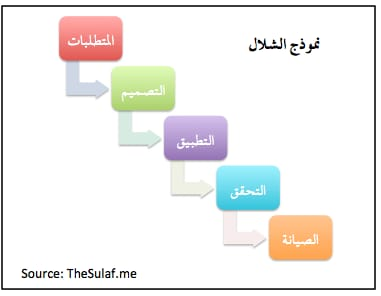 نموذج الشلال
المتطلبات
التصميم
التطبيق
التحقق
الصيانة
Source: TheSulaf.me